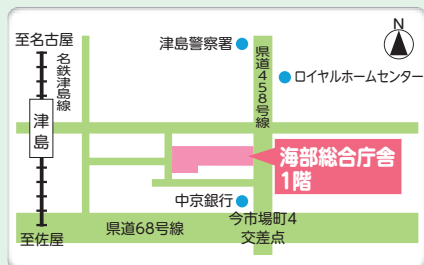 至名古屋
名鉄津島線
津島
至佐屋
津島警察署
県道458号線
N
ロイヤルホームセンター
海部総合庁舎
1階
中京銀行
県道68号線
今市場町4
交差点